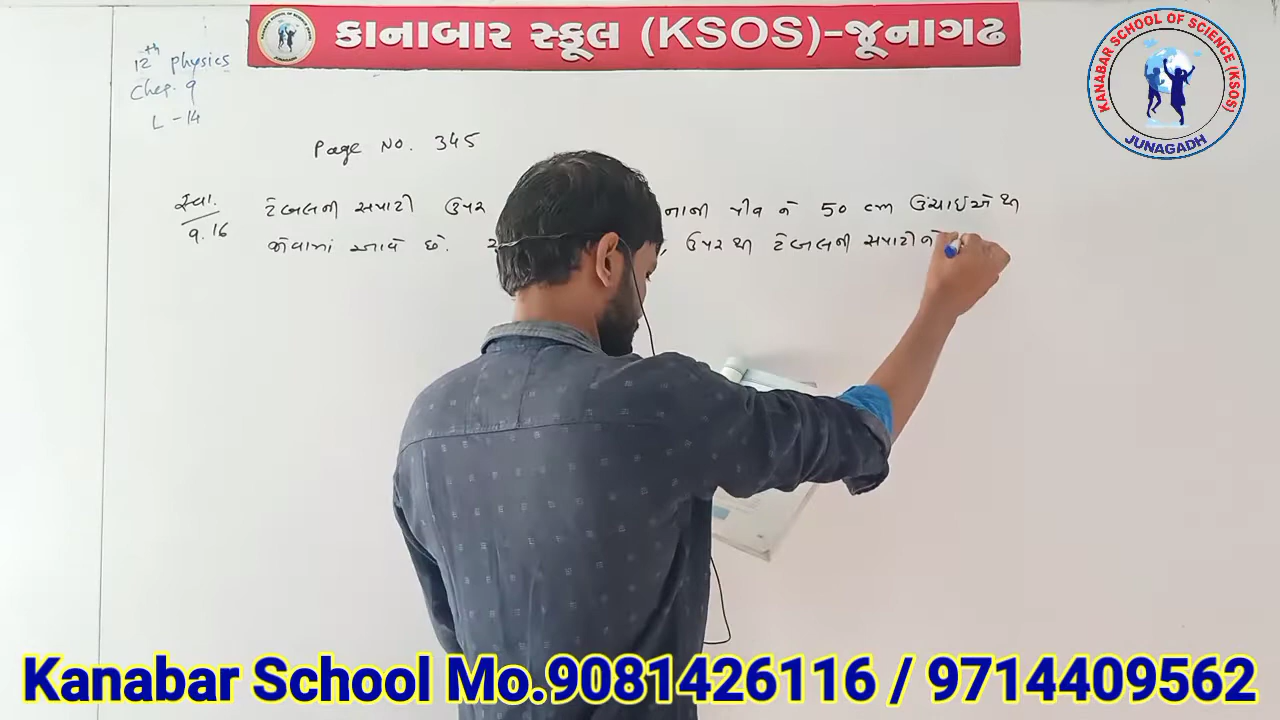 કાનાબાર સ્કૂલ (KSOS)-જૂનાગઢ
KANABAR SCHOOL OF SCIENCE (KSOS)
JUNAGADH
12th physics
Chep. 9
L - 14
Page No. 345
સ્વા. 9.16
ટેબલની સપાટી ઉપર નાની પીન ને 50 cm ઉંચાઇએ થી
જોવામાં આવે છે. ઉપર થી ટેબલની સપાટીને
Kanabar School Mo.9081426116 / 9714409562